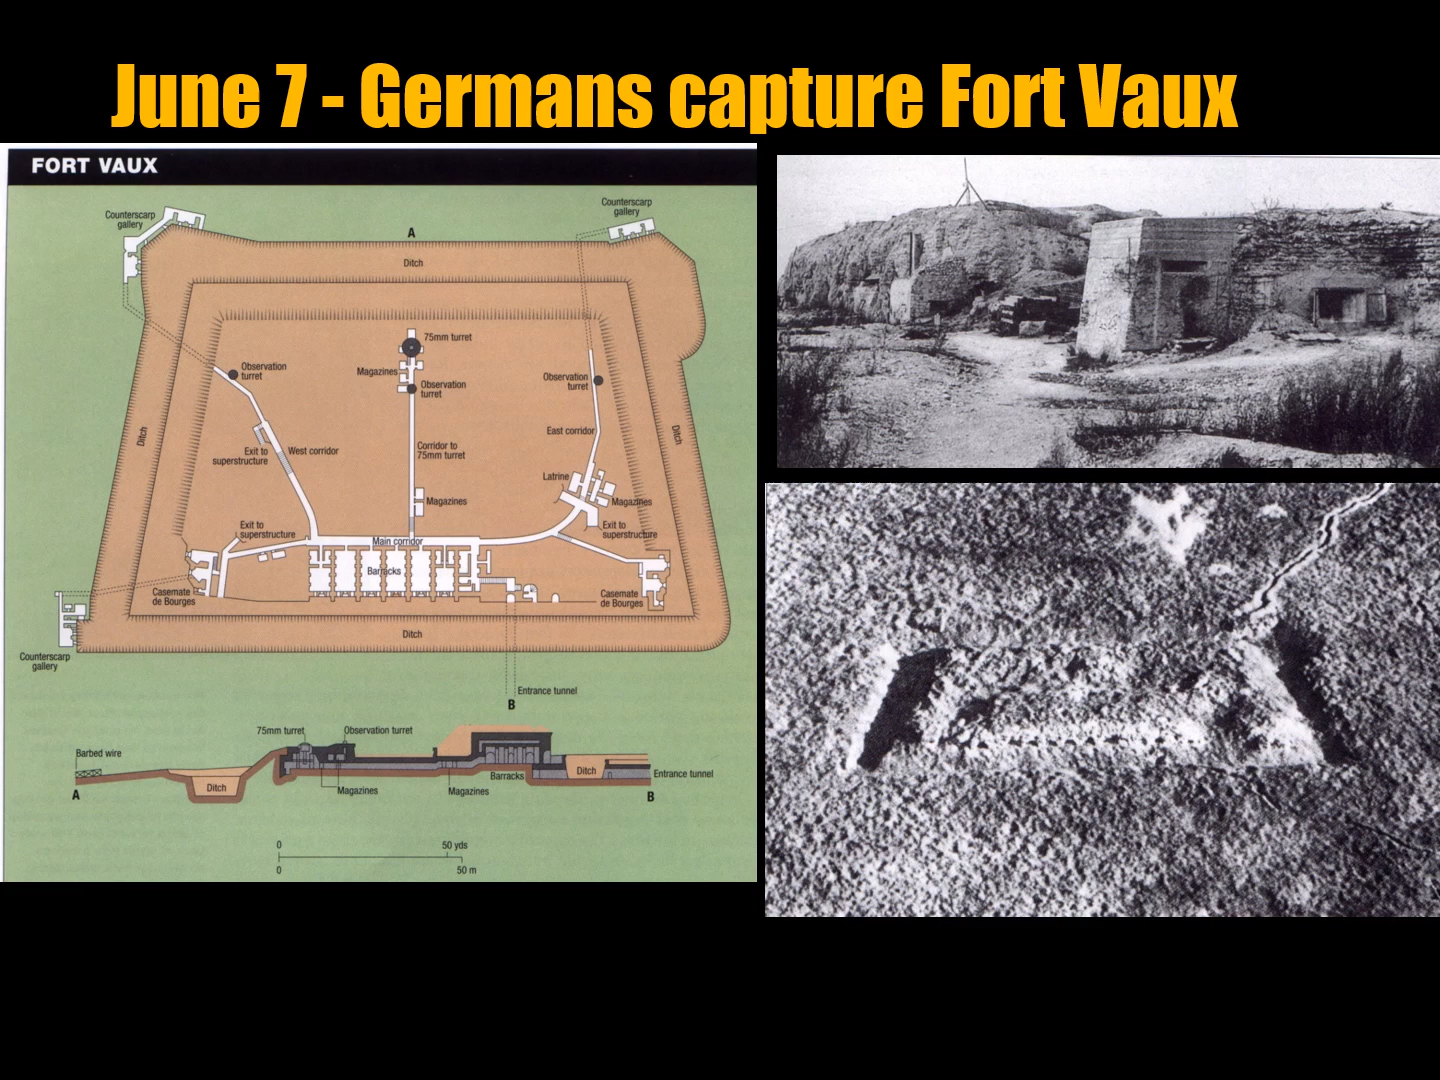 June 7 - Germans capture Fort Vaux
FORT VAUX
Counterscarp
gallery
Counterscarp
gallery
A
Ditch
75mm turret
Magazines
Observation
turret
Observation
turret
Observation
turret
Ditch
Ditch
Exit to
superstructure
West corridor
Corridor to
75mm turret
East corridor
Latrine
Magazines
Magazines
Exit to
superstructure
Exit to
superstructure
Main corridor
Barracks
Casemate
de Bourges
Casemate
de Bourges
Ditch
Counterscarp
gallery
Entrance tunnel
B
75mm turret
Observation turret
Barbed wire
A
Ditch
Magazines
Magazines
Barracks
Ditch
Entrance tunnel
B
0
50 yds
0
50 m